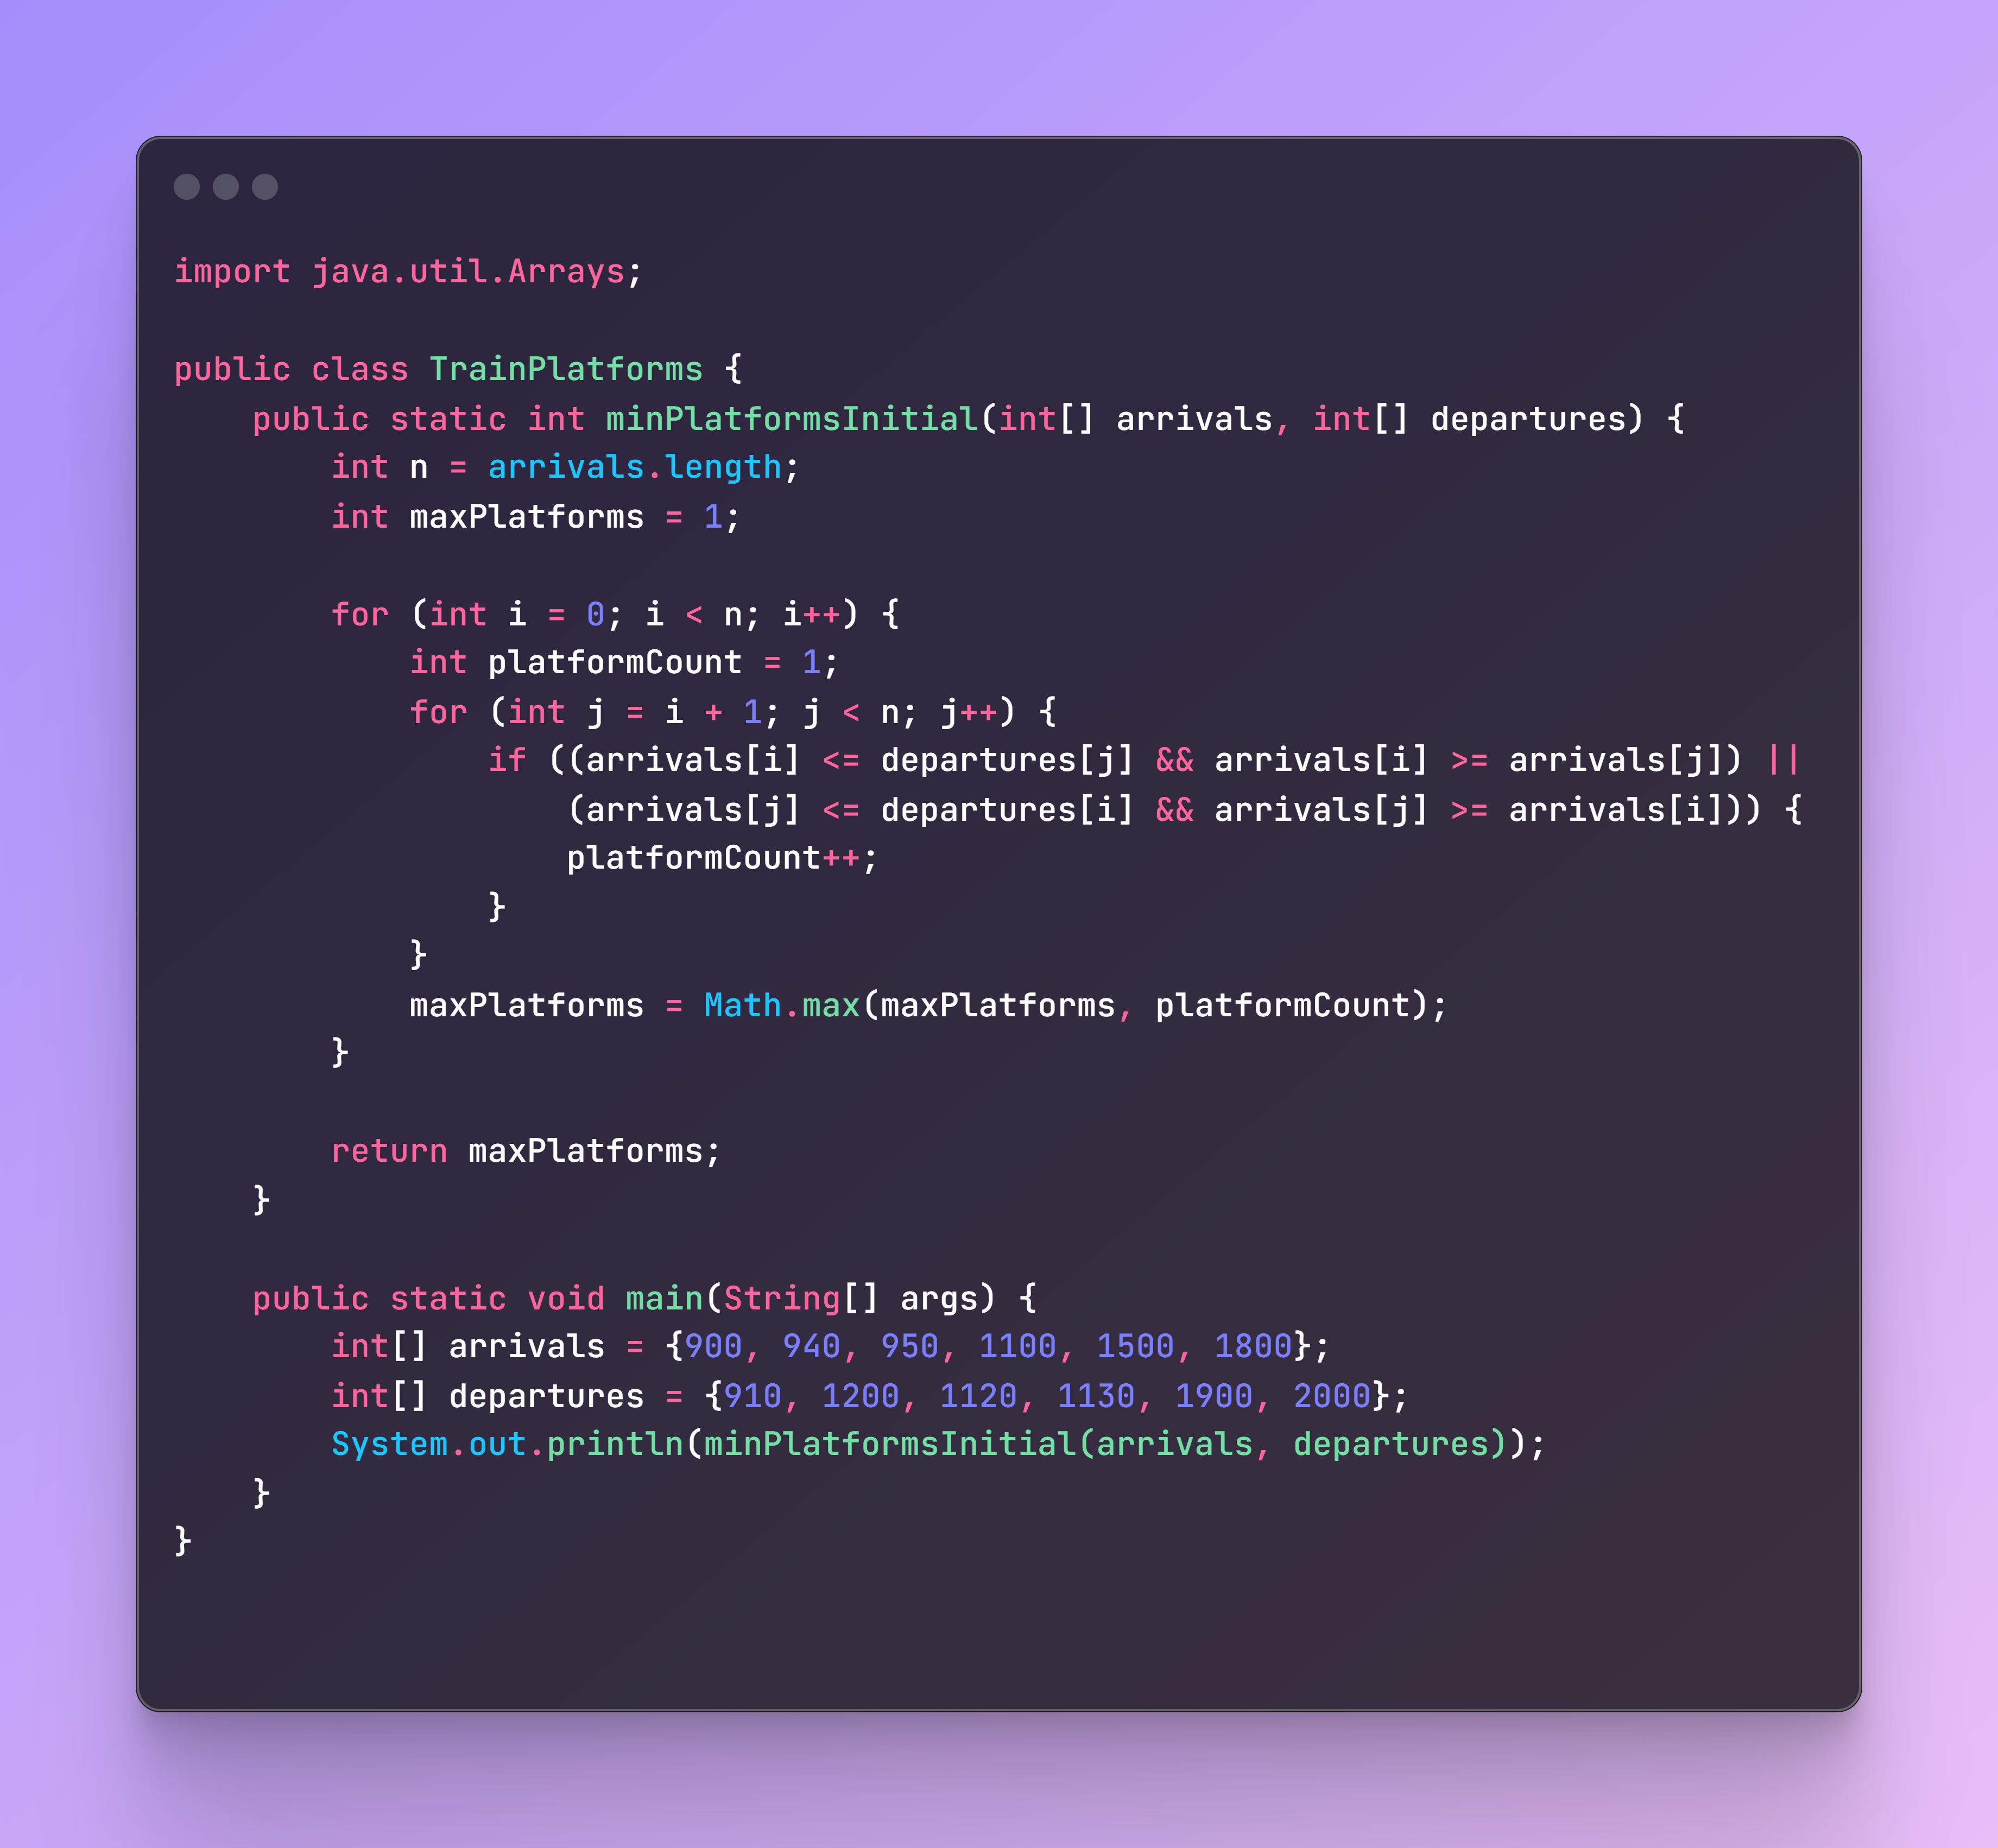 import java.util.Arrays;
public class TrainPlatforms {
    public static int minPlatformsInitial(int[] arrivals, int[] departures) {
        int n = arrivals.length;
        int maxPlatforms = 1;
        for (int i = 0; i < n; i++) {
            int platformCount = 1;
            for (int j = i + 1; j < n; j++) {
                if ((arrivals[i] <= departures[j] && arrivals[i] >= arrivals[j]) ||
                    (arrivals[j] <= departures[i] && arrivals[j] >= arrivals[i])) {
                    platformCount++;
                }
            }
            maxPlatforms = Math.max(maxPlatforms, platformCount);
        }
        return maxPlatforms;
    }
    public static void main(String[] args) {
        int[] arrivals = {900, 940, 950, 1100, 1500, 1800};
        int[] departures = {910, 1200, 1120, 1130, 1900, 2000};
        System.out.println(minPlatformsInitial(arrivals, departures));
    }
}